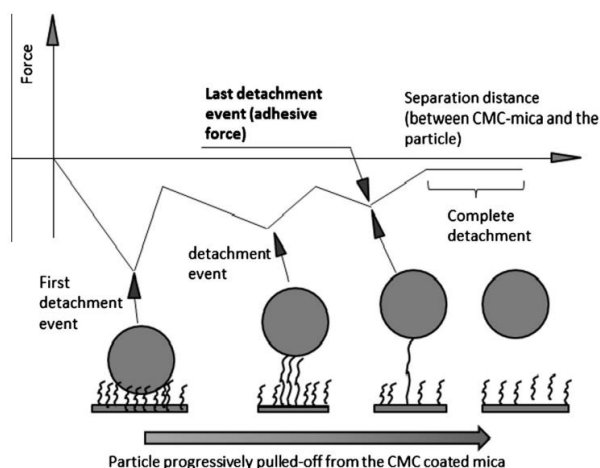 Force
Last detachment
event (adhesive
force)
Separation distance
(between CMC-mica and the
particle)
Complete
detachment
detachment
event
First
detachment
event
Particle progressively pulled-off from the CMC coated mica